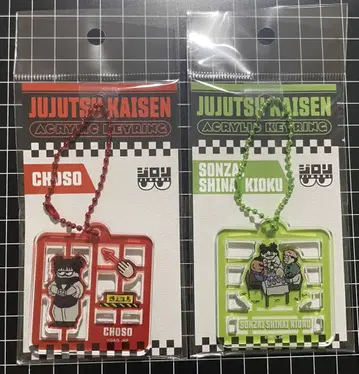 JUJUTSU KAISEN
ACRYLIC KEYRING
CHOSO
CHOSO
JUJUTSU KAISEN
ACRYLIC KEYRING
SONZAI
SHINAI KIOKU
SONZAI SHINAI KIOKU